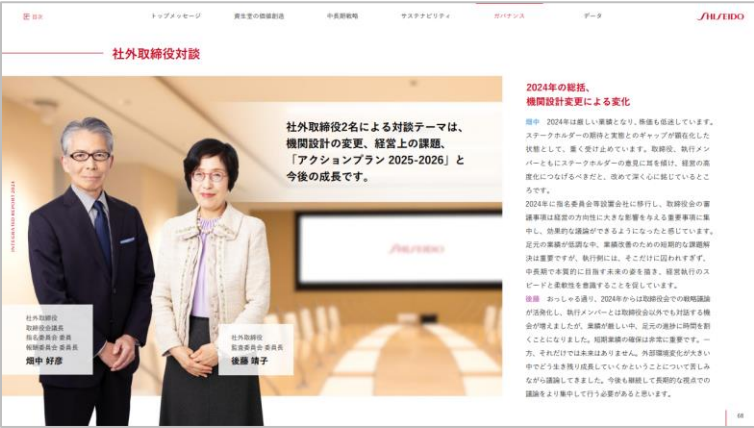 目次
トップメッセージ
資生堂の価値創造
中長期戦略
サステナビリティ
ガバナンス
データ
SHISEIDO
社外取締役対談
社外取締役2名による対談テーマは、
機関設計の変更、経営上の課題、
「アクションプラン 2025-2026」と
今後の成長です。
SHISEIDO
INTEGRATED REPORT 2024
社外取締役
取締役会議長
指名委員会 委員
報酬委員会 委員長
畑中 好彦
社外取締役
監査委員会 委員長
後藤 靖子
2024年の総括、
機関設計変更による変化
畑中 2024年は厳しい業績となり、株価も低迷しています。
ステークホルダーの期待と実態とのギャップが顕在化した
状態として、重く受け止めています。取締役、執行メン
バーともにステークホルダーの意見に耳を傾け、経営の高
度化につなげるべきだと、改めて深く心に銘じているとこ
ろです。
2024年に指名委員会等設置会社に移行し、取締役会の審
議事項は経営の方向性に大きな影響を与える重要事項に集
中し、効果的な議論ができるようになったと感じています。
足元の業績が低調な中、業績改善のための短期的な課題解
決は重要ですが、執行側には、そこだけに囚われすぎず、
中長期で本質的に目指す未来の姿を描き、経営執行のス
ピードと柔軟性を意識することを促しています。
後藤 おっしゃる通り、2024年からは取締役会での戦略議論
が活発化し、執行メンバーとは取締役会以外でも対話する機
会が増えましたが、業績が厳しい中、足元の進捗に時間を割
くことになりました。短期業績の確保は非常に重要です。一
方、それだけでは未来はありません。外部環境変化が大きい
中でどう生き残り成長していくかということについて苦しみ
ながら議論してきました。今後も継続して長期的な視点での
議論をより集中して行う必要があると思います。
68